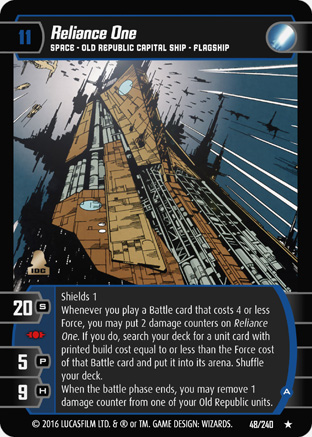 11
Reliance One
SPACE • OLD REPUBLIC CAPITAL SHIP • FLAGSHIP
IDC
20 S
5 P
9 H
Shields 1
Whenever you play a Battle card that costs 4 or less
Force, you may put 2 damage counters on Reliance
One. If you do, search your deck for a unit card with
printed build cost equal to or less than the Force cost
of that Battle card and put it into its arena. Shuffle
your deck.
When the battle phase ends, you may remove 1
damage counter from one of your Old Republic units.
A
© 2016 LUCASFILM LTD. & ® or TM. GAME DESIGN: WIZARDS.
48/240 ★